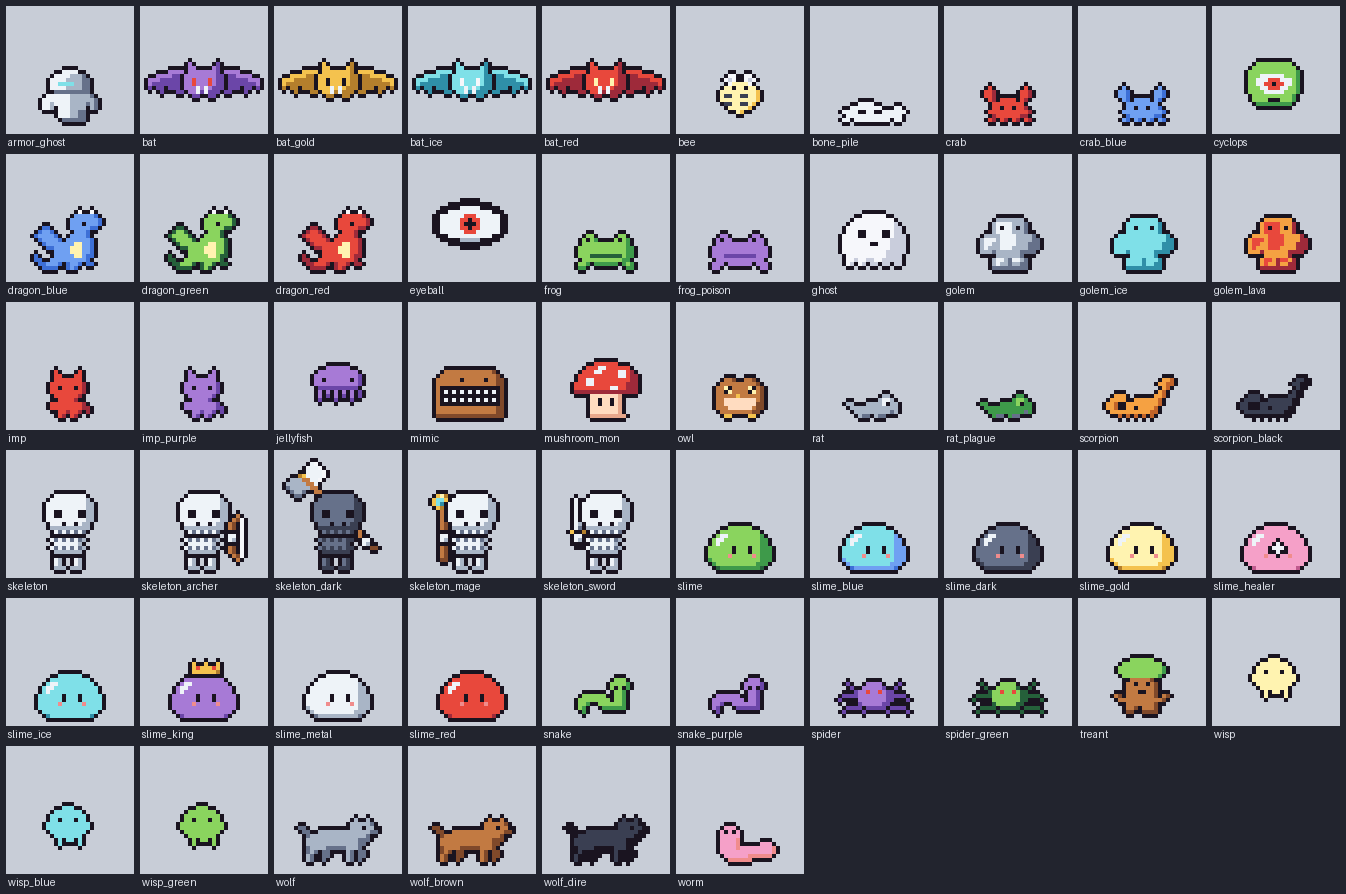 armor_ghost bat bat_gold bat_ice bat_red bee bone_pile crab crab_blue cyclops
dragon_blue dragon_green dragon_red eyeball frog frog_poison ghost golem golem_ice golem_lava
imp imp_purple jellyfish mimic mushroom_mon owl rat rat_plague scorpion scorpion_black
skeleton skeleton_archer skeleton_dark skeleton_mage skeleton_sword slime slime_blue slime_dark slime_gold slime_healer
slime_ice slime_king slime_metal slime_red snake snake_purple spider spider_green treant wisp
wisp_blue wisp_green wolf wolf_brown wolf_dire worm